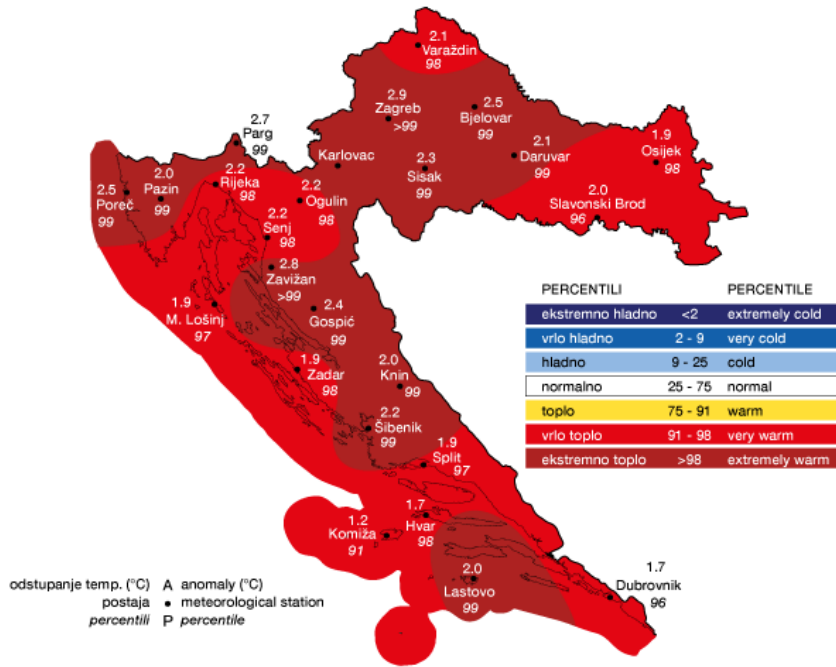 2.1
Varaždin
98
2.9
Zagreb
>99
2.5
Bjelovar
99
2.7
Parg
99
2.1
Daruvar
99
1.9
Osijek
98
Karlovac
2.3
Sisak
99
2.0
Pazin
99
2.5
Poreč
99
2.2
Rijeka
98
2.2
Ogulin
98
2.0
Slavonski Brod
96
2.2
Senj
98
2.8
Zavižan
>99
1.9
M. Lošinj
97
2.4
Gospić
99
1.9
Zadar
98
2.0
Knin
99
2.2
Šibenik
99
1.9
Split
97
1.7
Hvar
98
1.2
Komiža
91
2.0
Lastovo
99
1.7
Dubrovnik
96
PERCENTILI PERCENTILE
ekstremno hladno <2 extremely cold
vrlo hladno 2 - 9 very cold
hladno 9 - 25 cold
normalno 25 - 75 normal
toplo 75 - 91 warm
vrlo toplo 91 - 98 very warm
ekstremno toplo >98 extremely warm
odstupanje temp. (°C) A anomaly (°C)
postaja • meteorological station
percentili P percentile